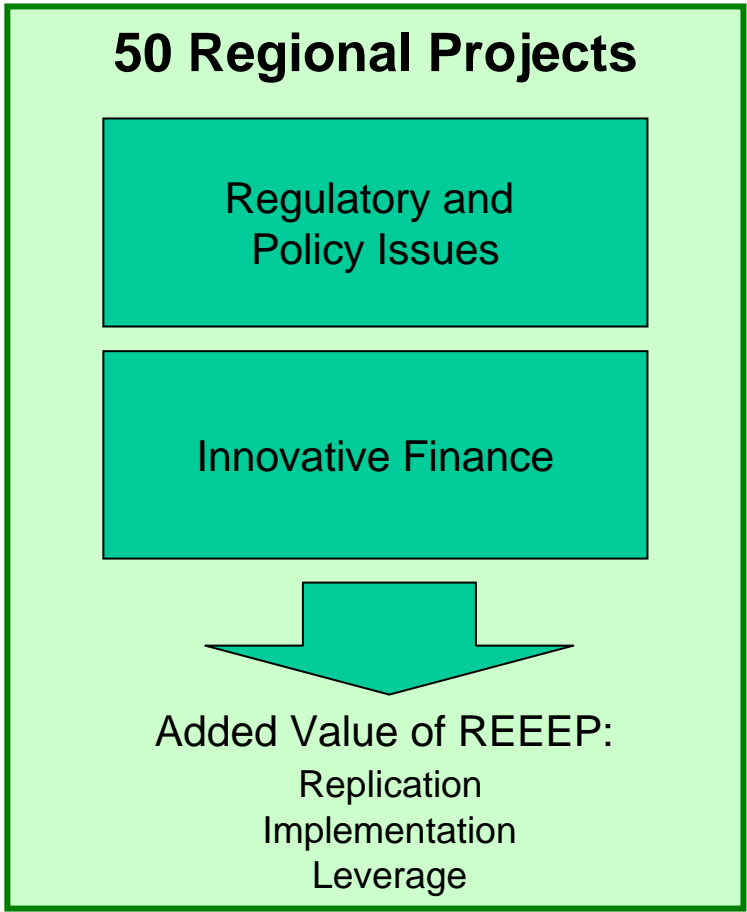 50 Regional Projects
Regulatory and
Policy Issues
Innovative Finance
Added Value of REEEP:
Replication
Implementation
Leverage